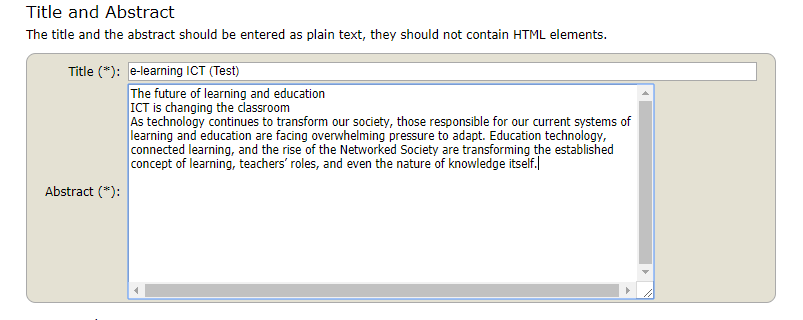 Title and Abstract
The title and the abstract should be entered as plain text, they should not contain HTML elements.
Title (*): e-learning ICT (Test)
The future of learning and education
ICT is changing the classroom
As technology continues to transform our society, those responsible for our current systems of
learning and education are facing overwhelming pressure to adapt. Education technology,
connected learning, and the rise of the Networked Society are transforming the established
concept of learning, teachers’ roles, and even the nature of knowledge itself.
Abstract (*):